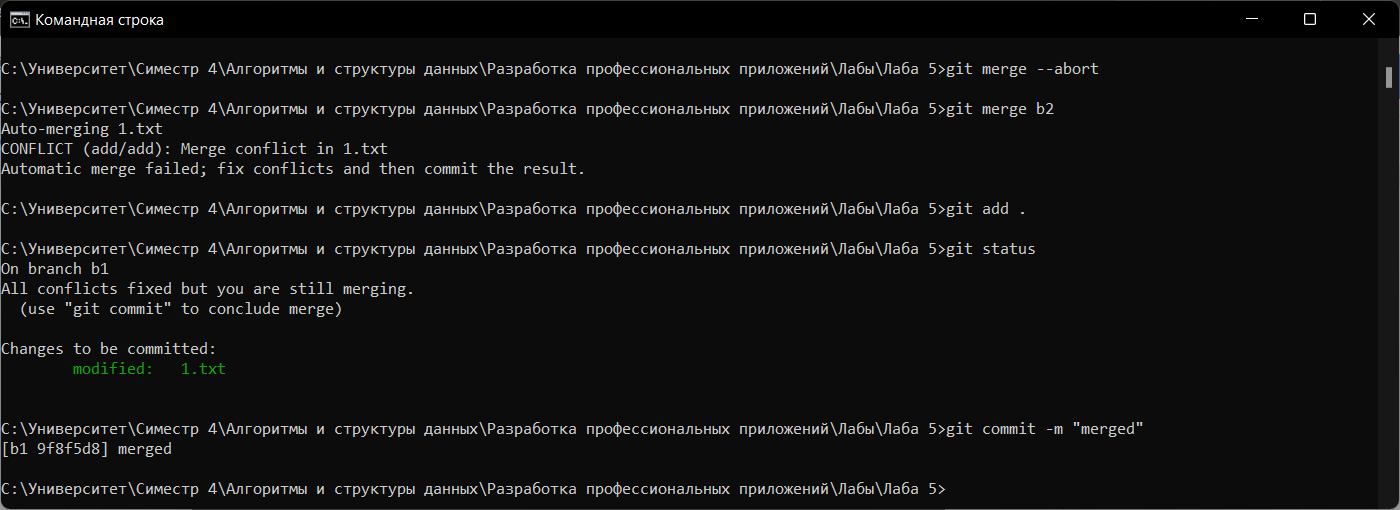 Командная строка
C:\Университет\Симестр 4\Алгоритмы и структуры данных\Разработка профессиональных приложений\Лабы\Лаба 5>git merge --abort
C:\Университет\Симестр 4\Алгоритмы и структуры данных\Разработка профессиональных приложений\Лабы\Лаба 5>git merge b2
Auto-merging 1.txt
CONFLICT (add/add): Merge conflict in 1.txt
Automatic merge failed; fix conflicts and then commit the result.
C:\Университет\Симестр 4\Алгоритмы и структуры данных\Разработка профессиональных приложений\Лабы\Лаба 5>git add .
C:\Университет\Симестр 4\Алгоритмы и структуры данных\Разработка профессиональных приложений\Лабы\Лаба 5>git status
On branch b1
All conflicts fixed but you are still merging.
  (use "git commit" to conclude merge)
Changes to be committed:
        modified:   1.txt
C:\Университет\Симестр 4\Алгоритмы и структуры данных\Разработка профессиональных приложений\Лабы\Лаба 5>git commit -m "merged"
[b1 9f8f5d8] merged
C:\Университет\Симестр 4\Алгоритмы и структуры данных\Разработка профессиональных приложений\Лабы\Лаба 5>